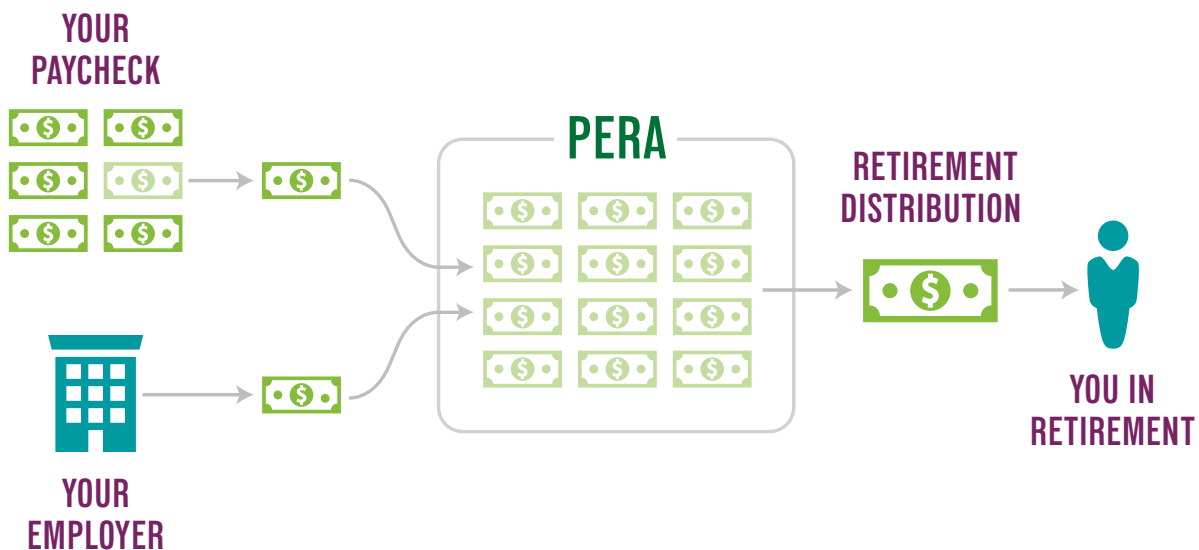 YOUR
PAYCHECK
PERA
RETIREMENT
DISTRIBUTION
YOU IN
RETIREMENT
YOUR
EMPLOYER